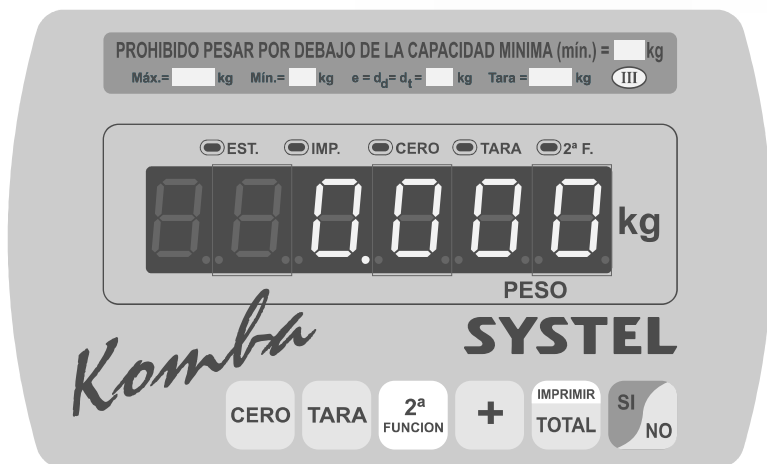 PROHIBIDO PESAR POR DEBAJO DE LA CAPACIDAD MINIMA (mín.) = kg
Máx.= kg Mín.= kg e = dd= dt= kg Tara = kg III
EST. IMP. CERO TARA 2ª F.
0.000 kg
PESO
Komba SYSTEL
CERO TARA 2ª FUNCION + IMPRIMIR TOTAL SI NO